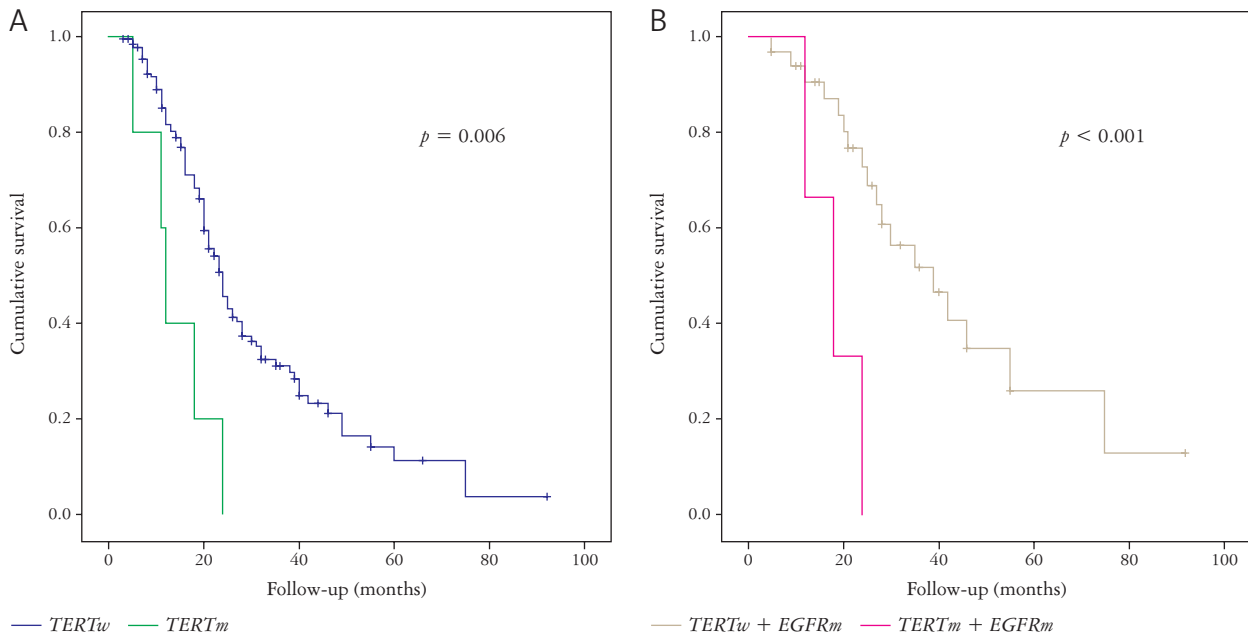 A
1.0
0.8
0.6
0.4
0.2
0.0
Cumulative survival
p = 0.006
0 20 40 60 80 100
Follow-up (months)
TERTw TERTm
B
1.0
0.8
0.6
0.4
0.2
0.0
Cumulative survival
p < 0.001
0 20 40 60 80 100
Follow-up (months)
TERTw + EGFRm TERTm + EGFRm